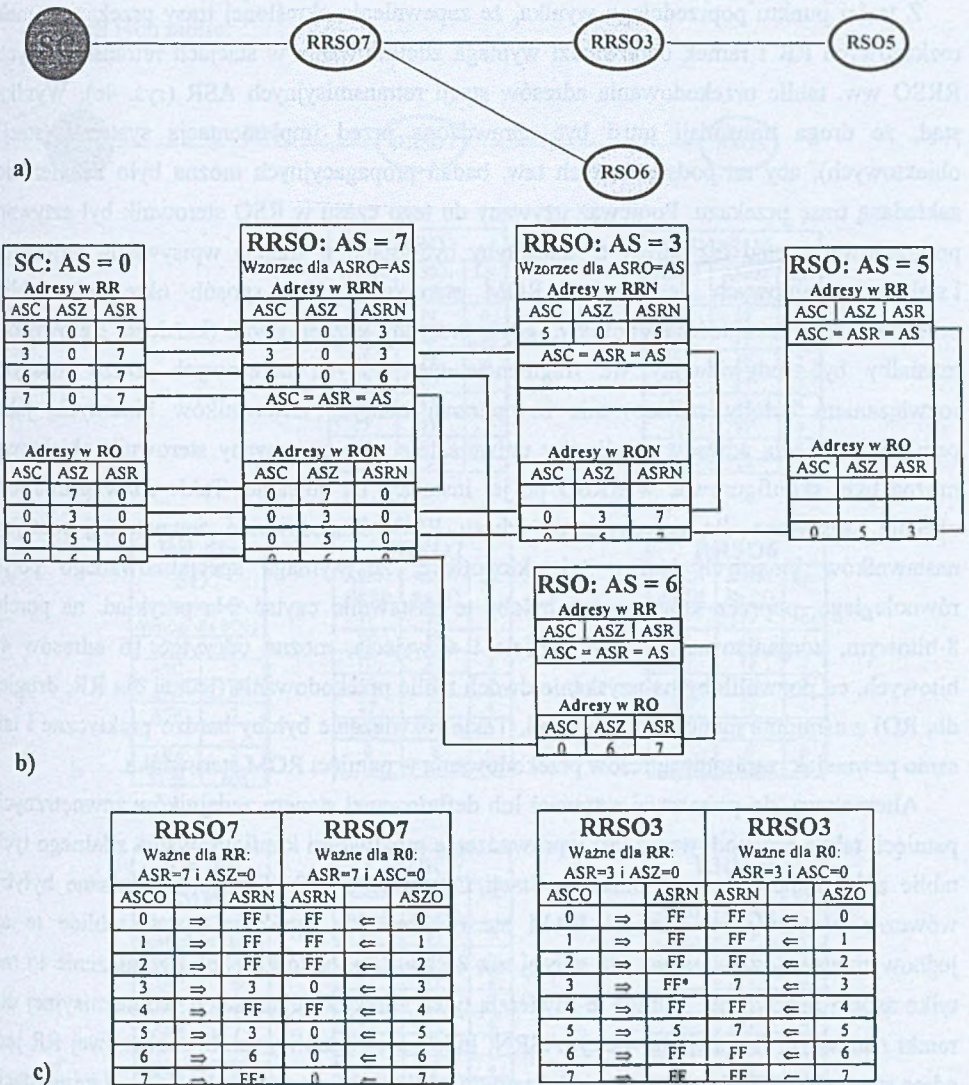 SC
RRSO7
RRSO3
RSO5
RSO6
a)
SC: AS = 0
Adresy w RR
ASC ASZ ASR
5 0 7
3 0 7
6 0 7
7 0 7
Adresy w RO
ASC ASZ ASR
0 7 0
0 3 0
0 5 0
0 6 0
RRSO: AS = 7
Wzorzec dla ASRO=AS
Adresy w RRN
ASC ASZ ASRN
5 0 3
3 0 3
6 0 6
ASC = ASR = AS
Adresy w RON
ASC ASZ ASRN
0 7 0
0 3 0
0 5 0
0 6 0
RRSO: AS = 3
Wzorzec dla ASRO=AS
Adresy w RRN
ASC ASZ ASRN
5 0 5
ASC = ASR = AS
Adresy w RON
ASC ASZ ASRN
0 3 7
0 5 7
RSO: AS = 5
Adresy w RR
ASC ASZ ASR
ASC = ASR = AS
Adresy w RO
ASC ASZ ASR
0 5 3
RSO: AS = 6
Adresy w RR
ASC ASZ ASR
ASC = ASR = AS
Adresy w RO
ASC ASZ ASR
0 6 7
b)
RRSO7 RRSO7
Ważne dla RR: Ważne dla R0:
ASR=7 i ASZ=0 ASR=7 i ASC=0
ASCO ASRN ASRN ASZO
0 ⇒ FF* FF ⇐ 0
1 ⇒ FF FF ⇐ 1
2 ⇒ FF FF ⇐ 2
3 ⇒ 3 0 ⇐ 3
4 ⇒ FF FF ⇐ 4
5 ⇒ 3 0 ⇐ 5
6 ⇒ 6 0 ⇐ 6
7 ⇒ FF* 0 ⇐ 7
RRSO3 RRSO3
Ważne dla RR: Ważne dla R0:
ASR=3 i ASZ=0 ASR=3 i ASC=0
ASCO ASRN ASRN ASZO
0 ⇒ FF FF ⇐ 0
1 ⇒ FF FF ⇐ 1
2 ⇒ FF FF ⇐ 2
3 ⇒ FF* 7 ⇐ 3
4 ⇒ FF FF ⇐ 4
5 ⇒ 5 7 ⇐ 5
6 ⇒ FF FF ⇐ 6
7 ⇒ FF FF ⇐ 7
c)